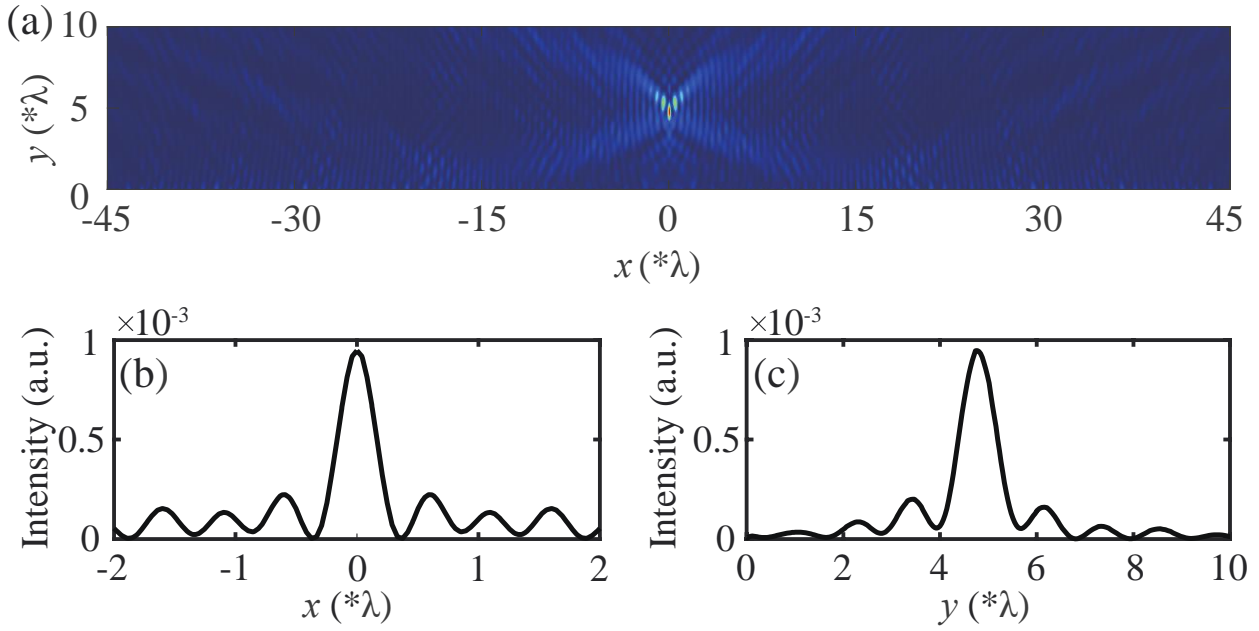 (a)
10
y (*λ)
5
0
-45 -30 -15 0 15 30 45
x (*λ)
×10-3
1
(b)
Intensity (a.u.)
0.5
0
-2 -1 0 1 2
x (*λ)
×10-3
1
(c)
Intensity (a.u.)
0.5
0
0 2 4 6 8 10
y (*λ)